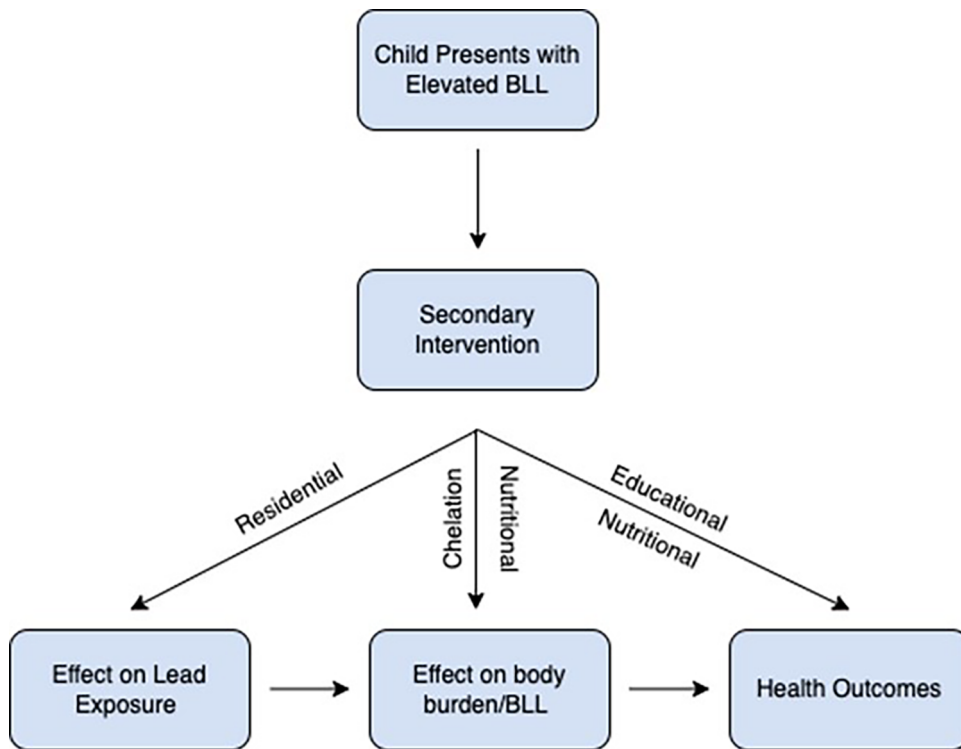 Child Presents with
Elevated BLL
Secondary
Intervention
Residential
Chelation
Nutritional
Educational
Nutritional
Effect on Lead
Exposure
Effect on body
burden/BLL
Health Outcomes